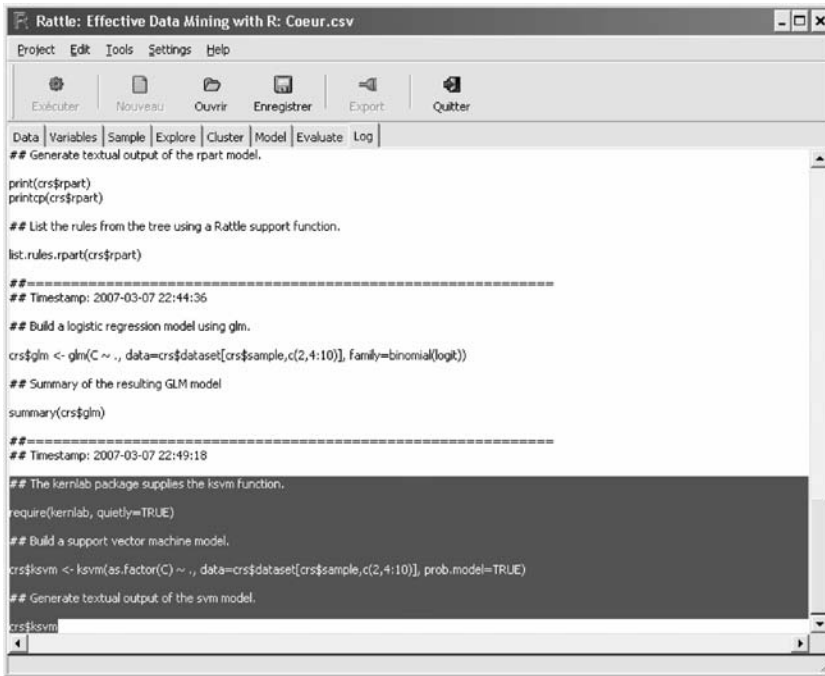 Rattle: Effective Data Mining with R: Coeur.csv
Project Edit Tools Settings Help
Exécuter Nouveau Ouvrir Enregistrer Export Quitter
Data Variables Sample Explore Cluster Model Evaluate Log
## Generate textual output of the rpart model.
print(crs$rpart)
printcp(crs$rpart)
## List the rules from the tree using a Rattle support function.
list.rules.rpart(crs$rpart)
##============================================================
## Timestamp: 2007-03-07 22:44:36
## Build a logistic regression model using glm.
crs$glm <- glm(C ~ ., data=crs$dataset[crs$sample,c(2,4:10)], family=binomial(logit))
## Summary of the resulting GLM model
summary(crs$glm)
##============================================================
## Timestamp: 2007-03-07 22:49:18
## The kernlab package supplies the ksvm function.
require(kernlab, quietly=TRUE)
## Build a support vector machine model.
crs$ksvm <- ksvm(as.factor(C) ~ ., data=crs$dataset[crs$sample,c(2,4:10)], prob.model=TRUE)
## Generate textual output of the svm model.
crs$ksvm